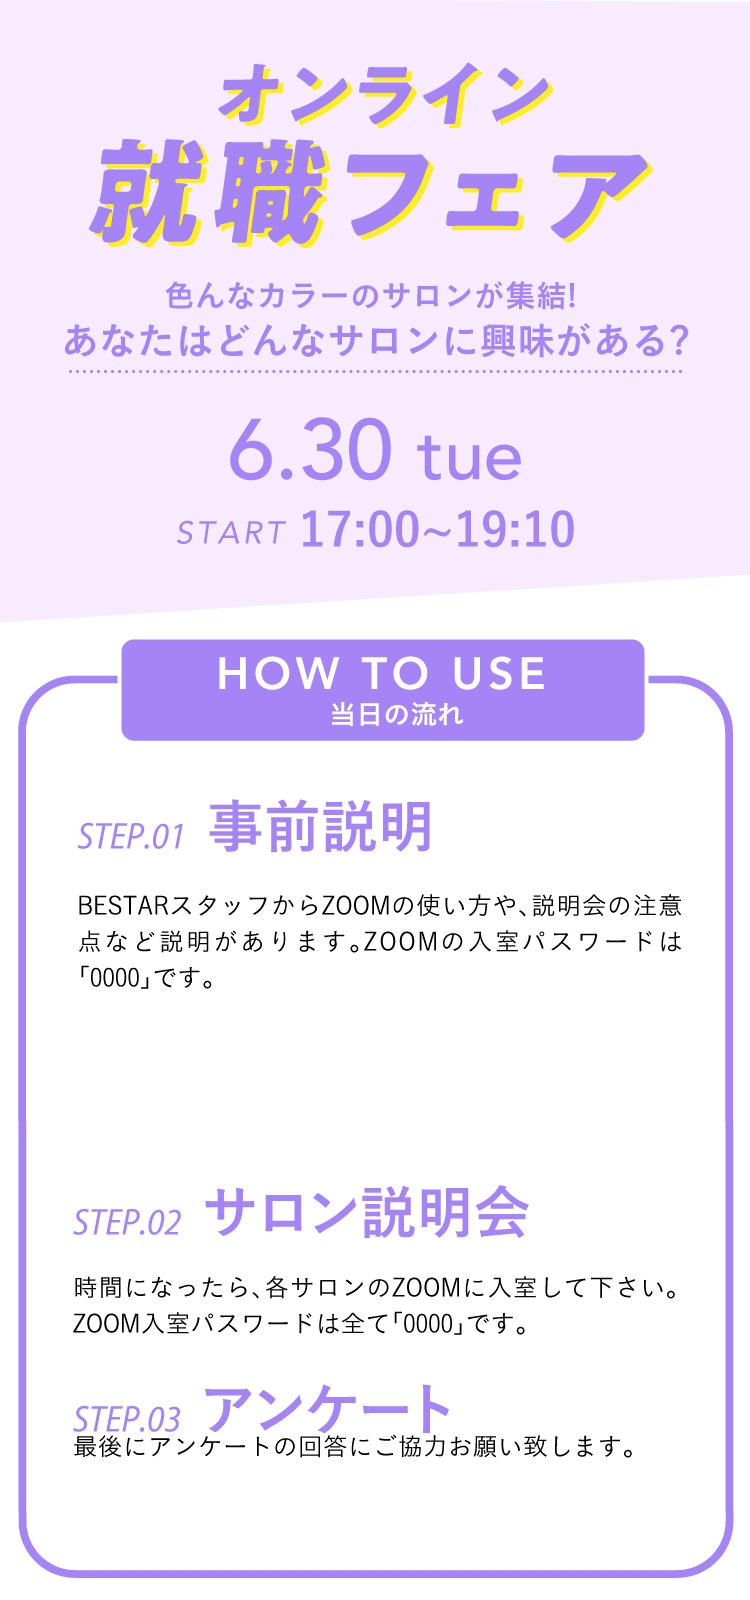 オンライン
就職フェア
色んなカラーのサロンが集結!
あなたはどんなサロンに興味がある?
6.30 tue
START 17:00~19:10
HOW TO USE
当日の流れ
STEP.01 事前説明
BESTARスタッフからZOOMの使い方や、説明会の注意
点など説明があります。ZOOMの入室パスワードは
「0000」です。
STEP.02 サロン説明会
時間になったら、各サロンのZOOMに入室して下さい。
ZOOM入室パスワードは全て「0000」です。
STEP.03 アンケート
最後にアンケートの回答にご協力お願い致します。